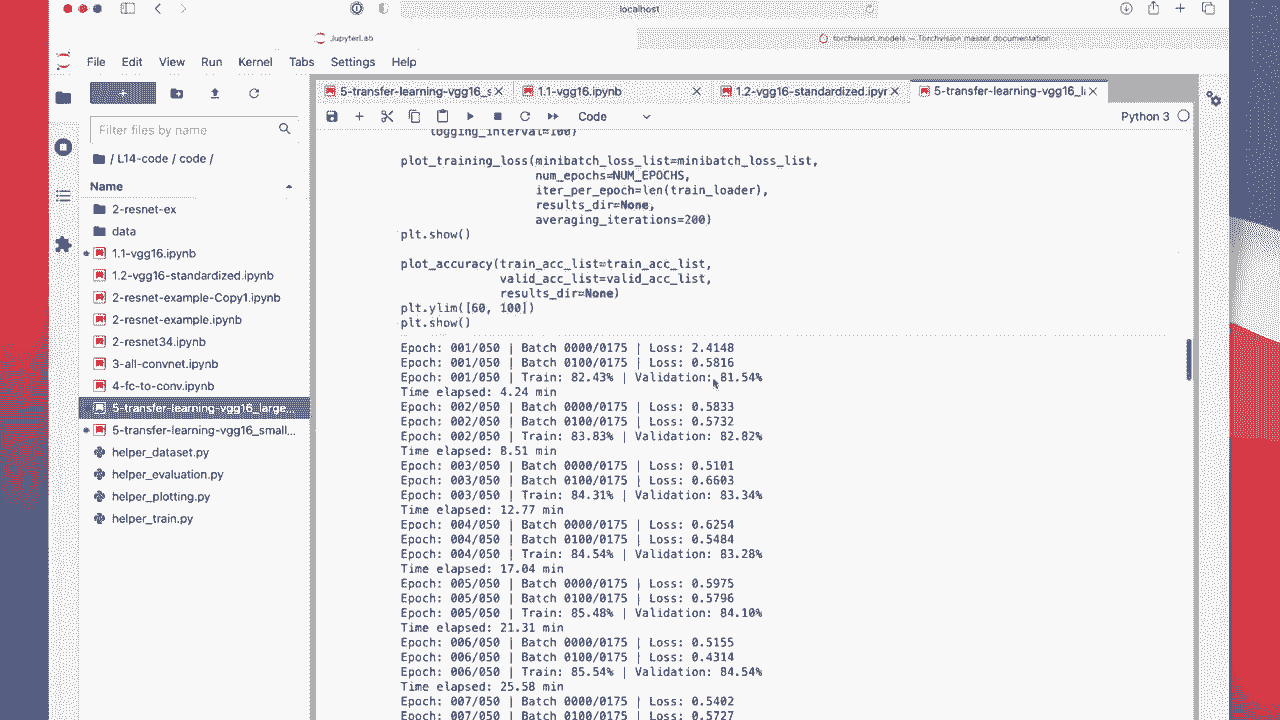 localhost
JupyterLab
torchvision.models — Torchvision master documentation
File Edit View Run Kernel Tabs Settings Help
5-transfer-learning-vgg16_s
1.1-vgg16.ipynb
1.2-vgg16-standardized.ipyr
5-transfer-learning-vgg16_l
Filter files by name
Code
Python 3
/ L14-code / code /
Name
2-resnet-ex
data
1.1-vgg16.ipynb
1.2-vgg16-standardized.ipynb
2-resnet-example-Copy1.ipynb
2-resnet-example.ipynb
2-resnet34.ipynb
3-all-convnet.ipynb
4-fc-to-conv.ipynb
5-transfer-learning-vgg16_large...
5-transfer-learning-vgg16_small...
helper_dataset.py
helper_evaluation.py
helper_plotting.py
helper_train.py
logging_interval=100)
plot_training_loss(minibatch_loss_list=minibatch_loss_list,
num_epochs=NUM_EPOCHS,
iter_per_epoch=len(train_loader),
results_dir=None,
averaging_iterations=200)
plt.show()
plot_accuracy(train_acc_list=train_acc_list,
valid_acc_list=valid_acc_list,
results_dir=None)
plt.ylim([60, 100])
plt.show()
Epoch: 001/050 | Batch 0000/0175 | Loss: 2.4148
Epoch: 001/050 | Batch 0100/0175 | Loss: 0.5816
Epoch: 001/050 | Train: 82.43% | Validation: 81.54%
Time elapsed: 4.24 min
Epoch: 002/050 | Batch 0000/0175 | Loss: 0.5833
Epoch: 002/050 | Batch 0100/0175 | Loss: 0.5732
Epoch: 002/050 | Train: 83.83% | Validation: 82.82%
Time elapsed: 8.51 min
Epoch: 003/050 | Batch 0000/0175 | Loss: 0.5101
Epoch: 003/050 | Batch 0100/0175 | Loss: 0.6603
Epoch: 003/050 | Train: 84.31% | Validation: 83.34%
Time elapsed: 12.77 min
Epoch: 004/050 | Batch 0000/0175 | Loss: 0.6254
Epoch: 004/050 | Batch 0100/0175 | Loss: 0.5484
Epoch: 004/050 | Train: 84.54% | Validation: 83.28%
Time elapsed: 17.04 min
Epoch: 005/050 | Batch 0000/0175 | Loss: 0.5975
Epoch: 005/050 | Batch 0100/0175 | Loss: 0.5796
Epoch: 005/050 | Train: 85.48% | Validation: 84.10%
Time elapsed: 21.31 min
Epoch: 006/050 | Batch 0000/0175 | Loss: 0.5155
Epoch: 006/050 | Batch 0100/0175 | Loss: 0.4314
Epoch: 006/050 | Train: 85.54% | Validation: 84.54%
Time elapsed: 25.58 min
Epoch: 007/050 | Batch 0000/0175 | Loss: 0.5402
Epoch: 007/050 | Batch 0100/0175 | Loss: 0.5727